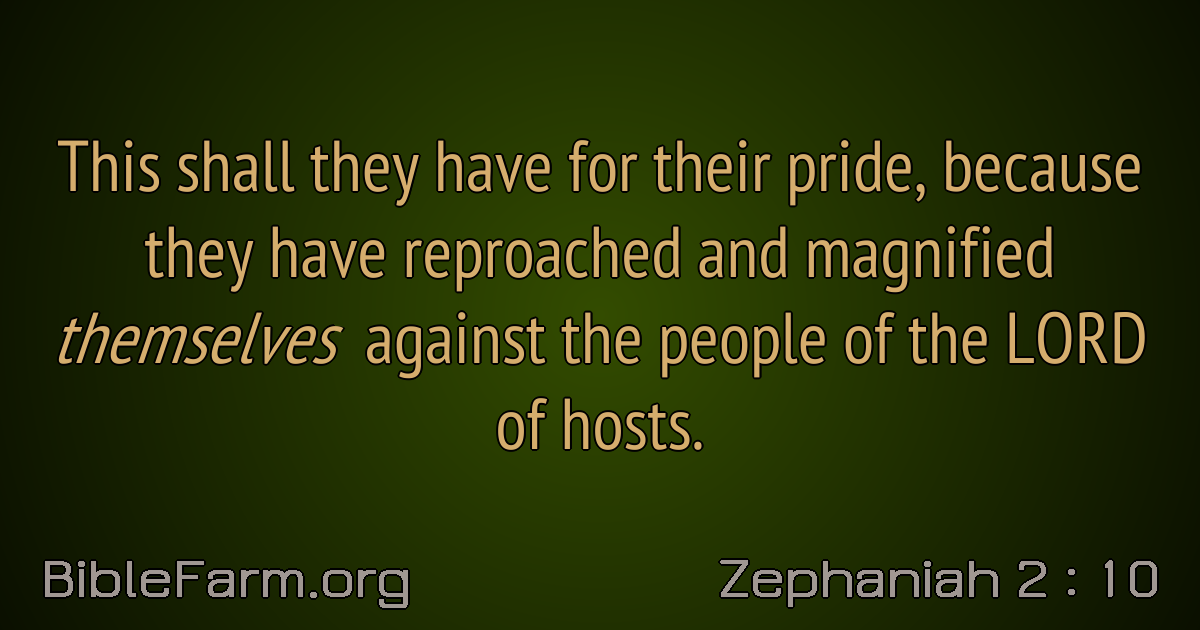 This shall they have for their pride, because
they have reproached and magnified
themselves against the people of the LORD
of hosts.
BibleFarm.org
Zephaniah 2 : 10